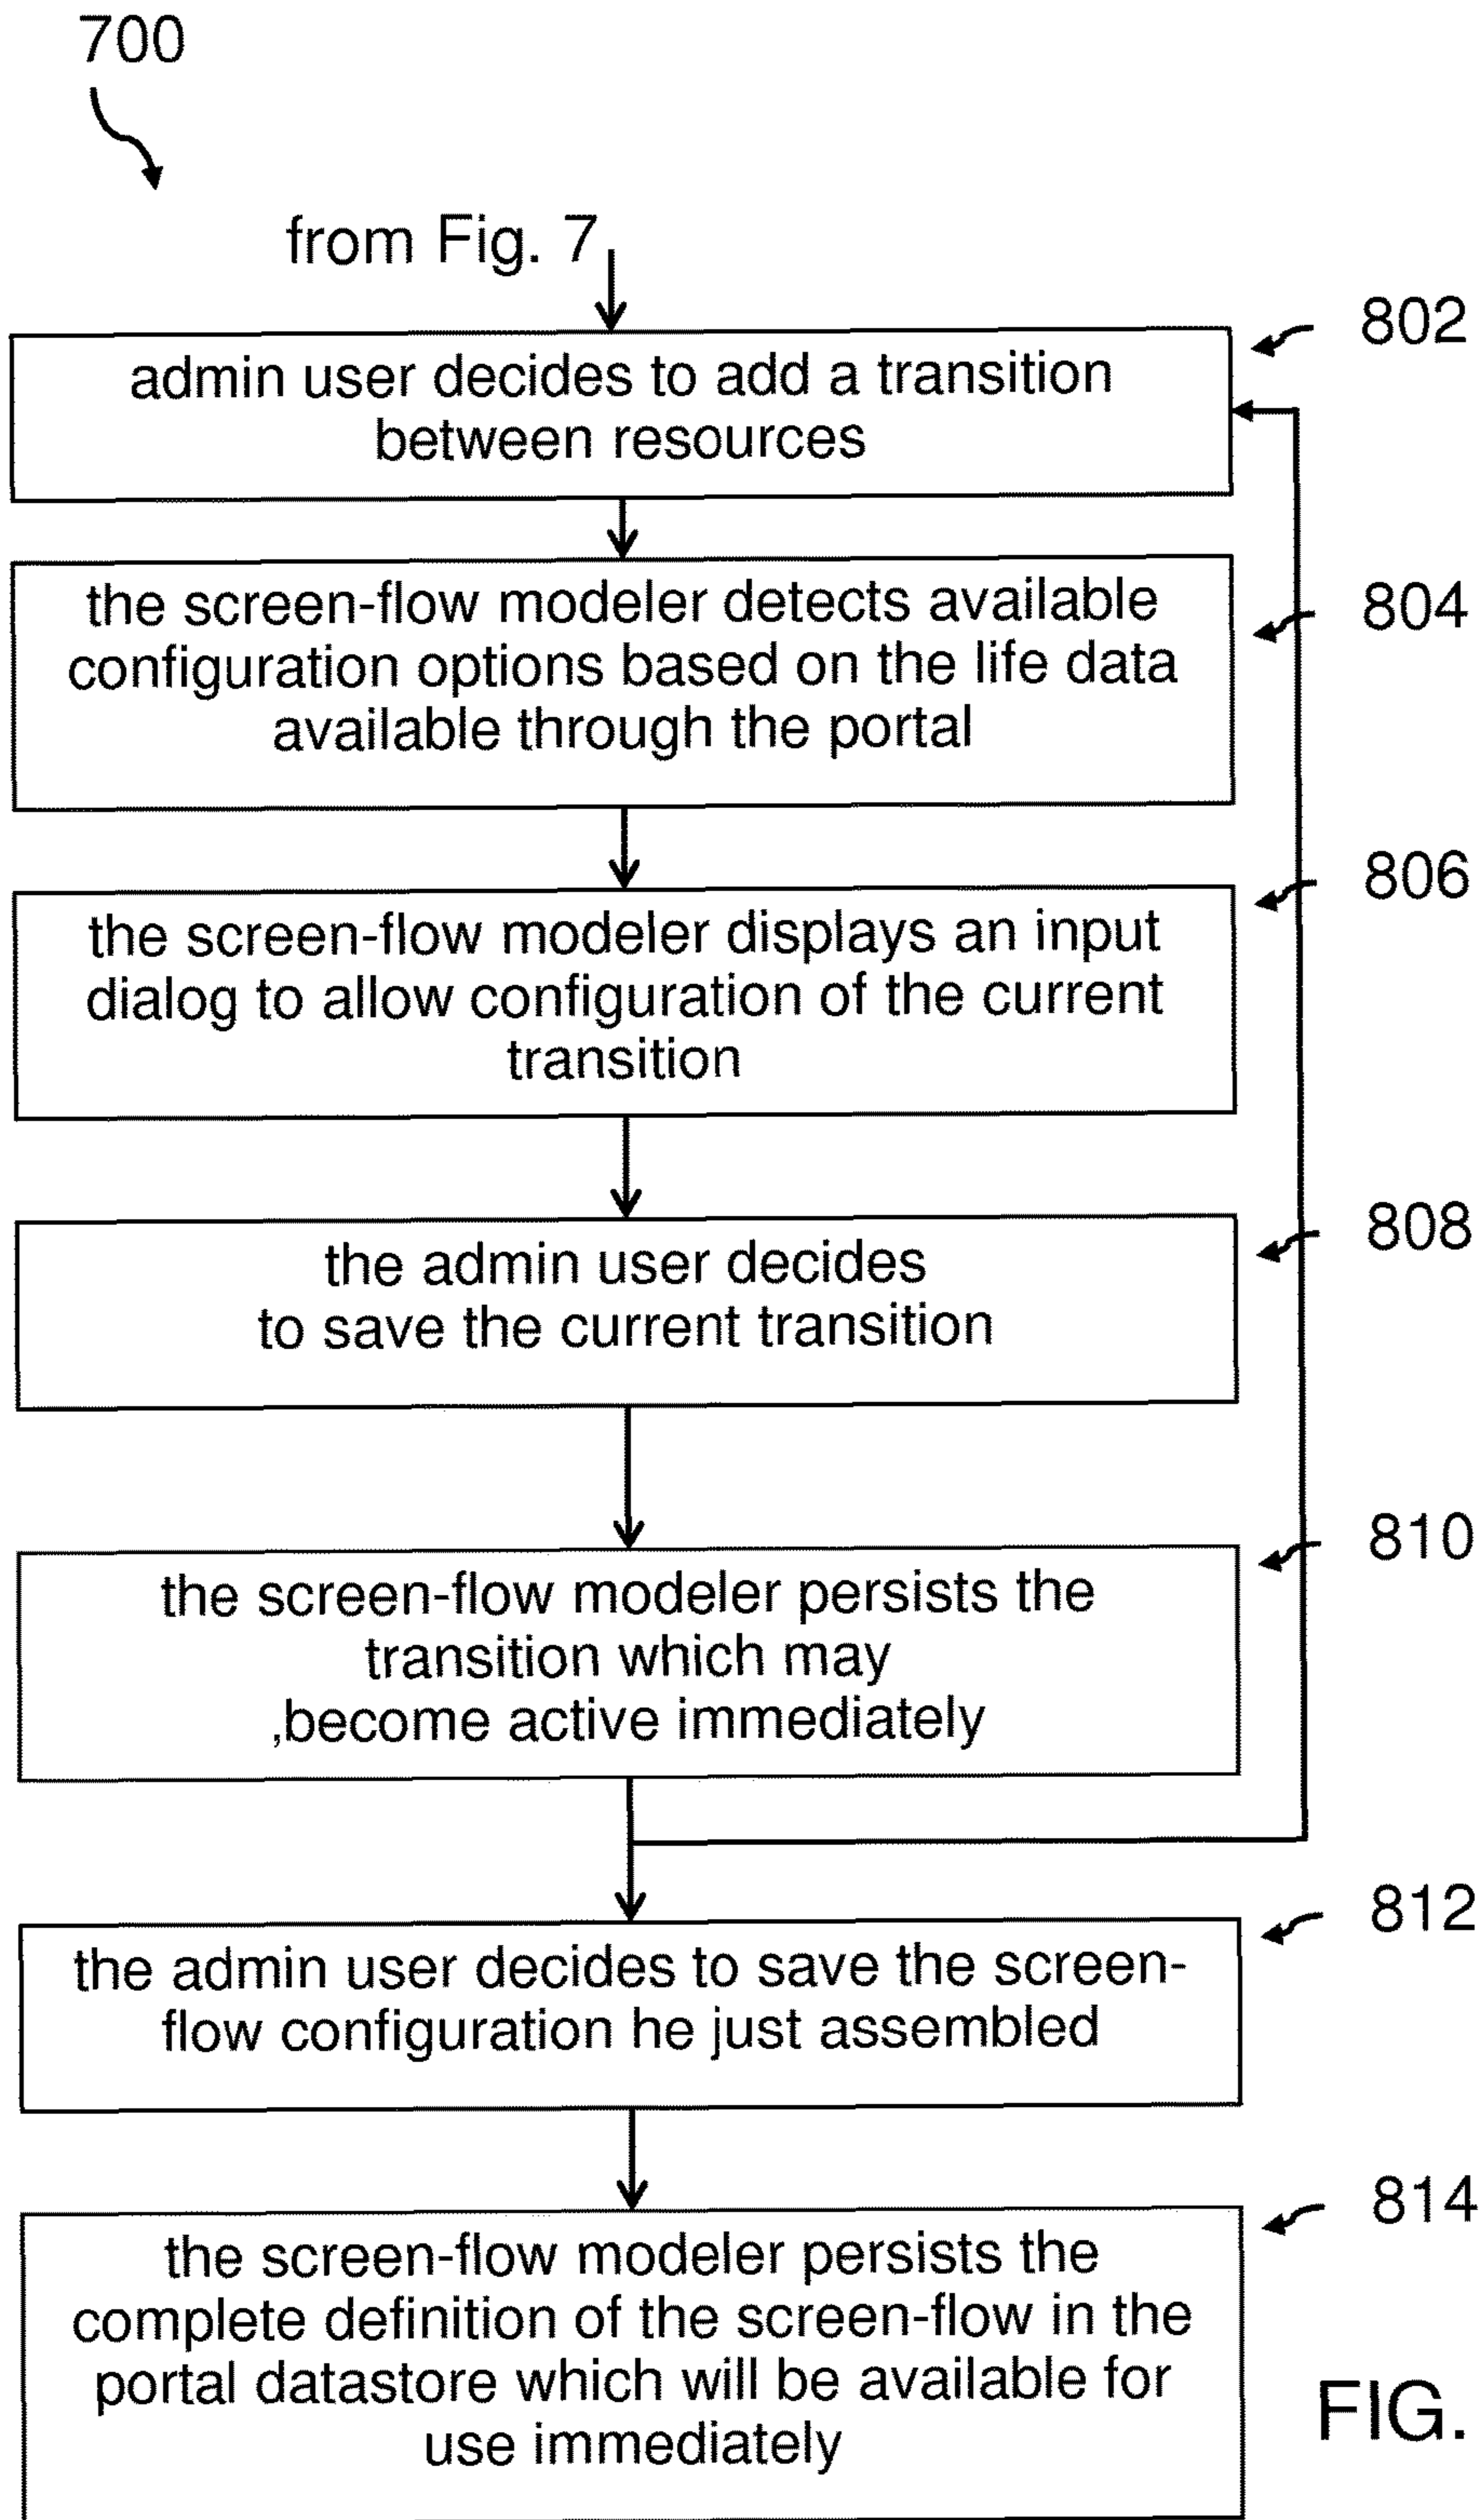 700
from Fig. 7
802
admin user decides to add a transition
between resources
804
the screen-flow modeler detects available
configuration options based on the life data
available through the portal
806
the screen-flow modeler displays an input
dialog to allow configuration of the current
transition
808
the admin user decides
to save the current transition
810
the screen-flow modeler persists the
transition which may
,become active immediately
812
the admin user decides to save the screen-
flow configuration he just assembled
814
the screen-flow modeler persists the
complete definition of the screen-flow in the
portal datastore which will be available for
use immediately
FIG.